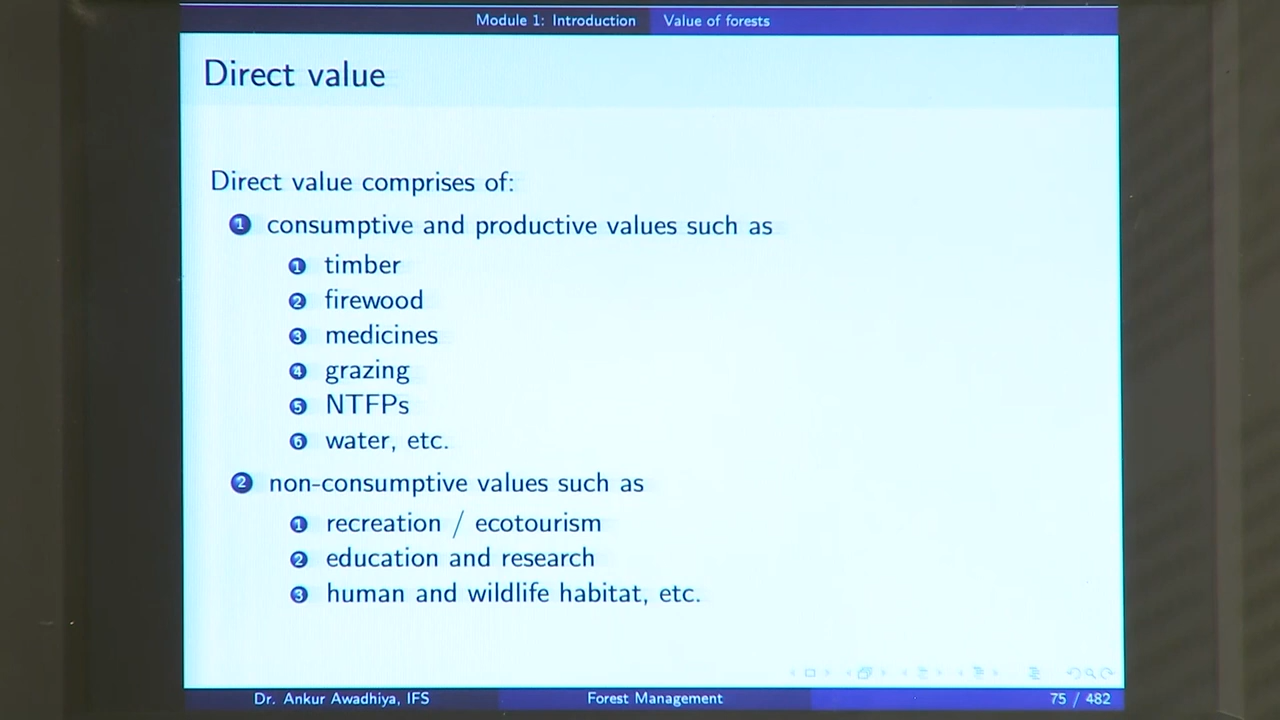 Module 1: Introduction Value of forests
Direct value
Direct value comprises of:
1 consumptive and productive values such as
1 timber
2 firewood
3 medicines
4 grazing
5 NTFPs
6 water, etc.
2 non-consumptive values such as
1 recreation / ecotourism
2 education and research
3 human and wildlife habitat, etc.
Dr. Ankur Awadhiya, IFS Forest Management 75 / 482